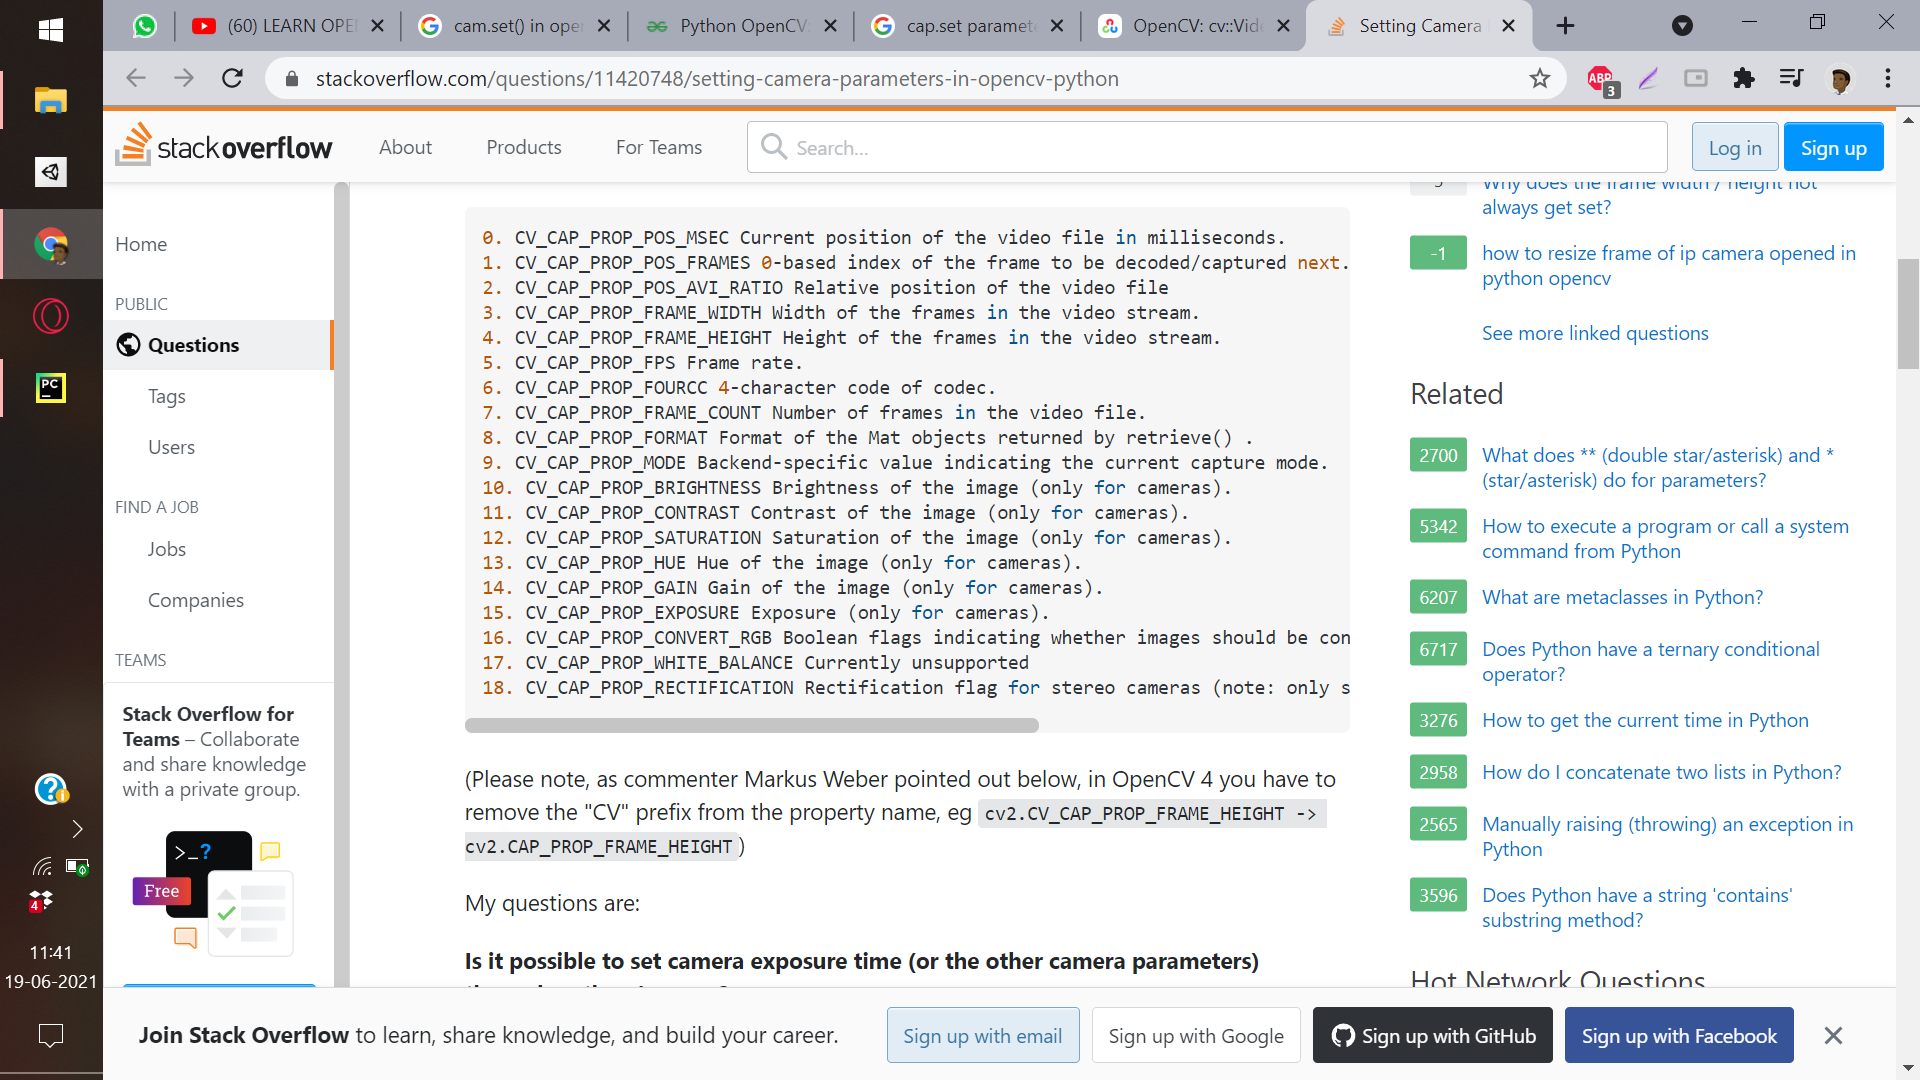 (60) LEARN OPE
cam.set() in ope
Python OpenCV:
cap.set paramete
OpenCV: cv::Vid
Setting Camera
stackoverflow.com/questions/11420748/setting-camera-parameters-in-opencv-python
ABP
3
stackoverflow
About
Products
For Teams
Search...
Log in
Sign up
Home
PUBLIC
Questions
Tags
Users
FIND A JOB
Jobs
Companies
TEAMS
Stack Overflow for
Teams – Collaborate
and share knowledge
with a private group.
>_?
Free
0. CV_CAP_PROP_POS_MSEC Current position of the video file in milliseconds.
1. CV_CAP_PROP_POS_FRAMES 0-based index of the frame to be decoded/captured next.
2. CV_CAP_PROP_POS_AVI_RATIO Relative position of the video file
3. CV_CAP_PROP_FRAME_WIDTH Width of the frames in the video stream.
4. CV_CAP_PROP_FRAME_HEIGHT Height of the frames in the video stream.
5. CV_CAP_PROP_FPS Frame rate.
6. CV_CAP_PROP_FOURCC 4-character code of codec.
7. CV_CAP_PROP_FRAME_COUNT Number of frames in the video file.
8. CV_CAP_PROP_FORMAT Format of the Mat objects returned by retrieve() .
9. CV_CAP_PROP_MODE Backend-specific value indicating the current capture mode.
10. CV_CAP_PROP_BRIGHTNESS Brightness of the image (only for cameras).
11. CV_CAP_PROP_CONTRAST Contrast of the image (only for cameras).
12. CV_CAP_PROP_SATURATION Saturation of the image (only for cameras).
13. CV_CAP_PROP_HUE Hue of the image (only for cameras).
14. CV_CAP_PROP_GAIN Gain of the image (only for cameras).
15. CV_CAP_PROP_EXPOSURE Exposure (only for cameras).
16. CV_CAP_PROP_CONVERT_RGB Boolean flags indicating whether images should be con
17. CV_CAP_PROP_WHITE_BALANCE Currently unsupported
18. CV_CAP_PROP_RECTIFICATION Rectification flag for stereo cameras (note: only s
(Please note, as commenter Markus Weber pointed out below, in OpenCV 4 you have to
remove the "CV" prefix from the property name, eg cv2.CV_CAP_PROP_FRAME_HEIGHT ->
cv2.CAP_PROP_FRAME_HEIGHT)
My questions are:
Is it possible to set camera exposure time (or the other camera parameters)
Why does the frame width / height not
always get set?
-1
how to resize frame of ip camera opened in
python opencv
See more linked questions
Related
2700
What does ** (double star/asterisk) and *
(star/asterisk) do for parameters?
5342
How to execute a program or call a system
command from Python
6207
What are metaclasses in Python?
6717
Does Python have a ternary conditional
operator?
3276
How to get the current time in Python
2958
How do I concatenate two lists in Python?
2565
Manually raising (throwing) an exception in
Python
3596
Does Python have a string 'contains'
substring method?
Hot Network Questions
Join Stack Overflow to learn, share knowledge, and build your career.
Sign up with email
Sign up with Google
Sign up with GitHub
Sign up with Facebook
PC
4
11:41
19-06-2021